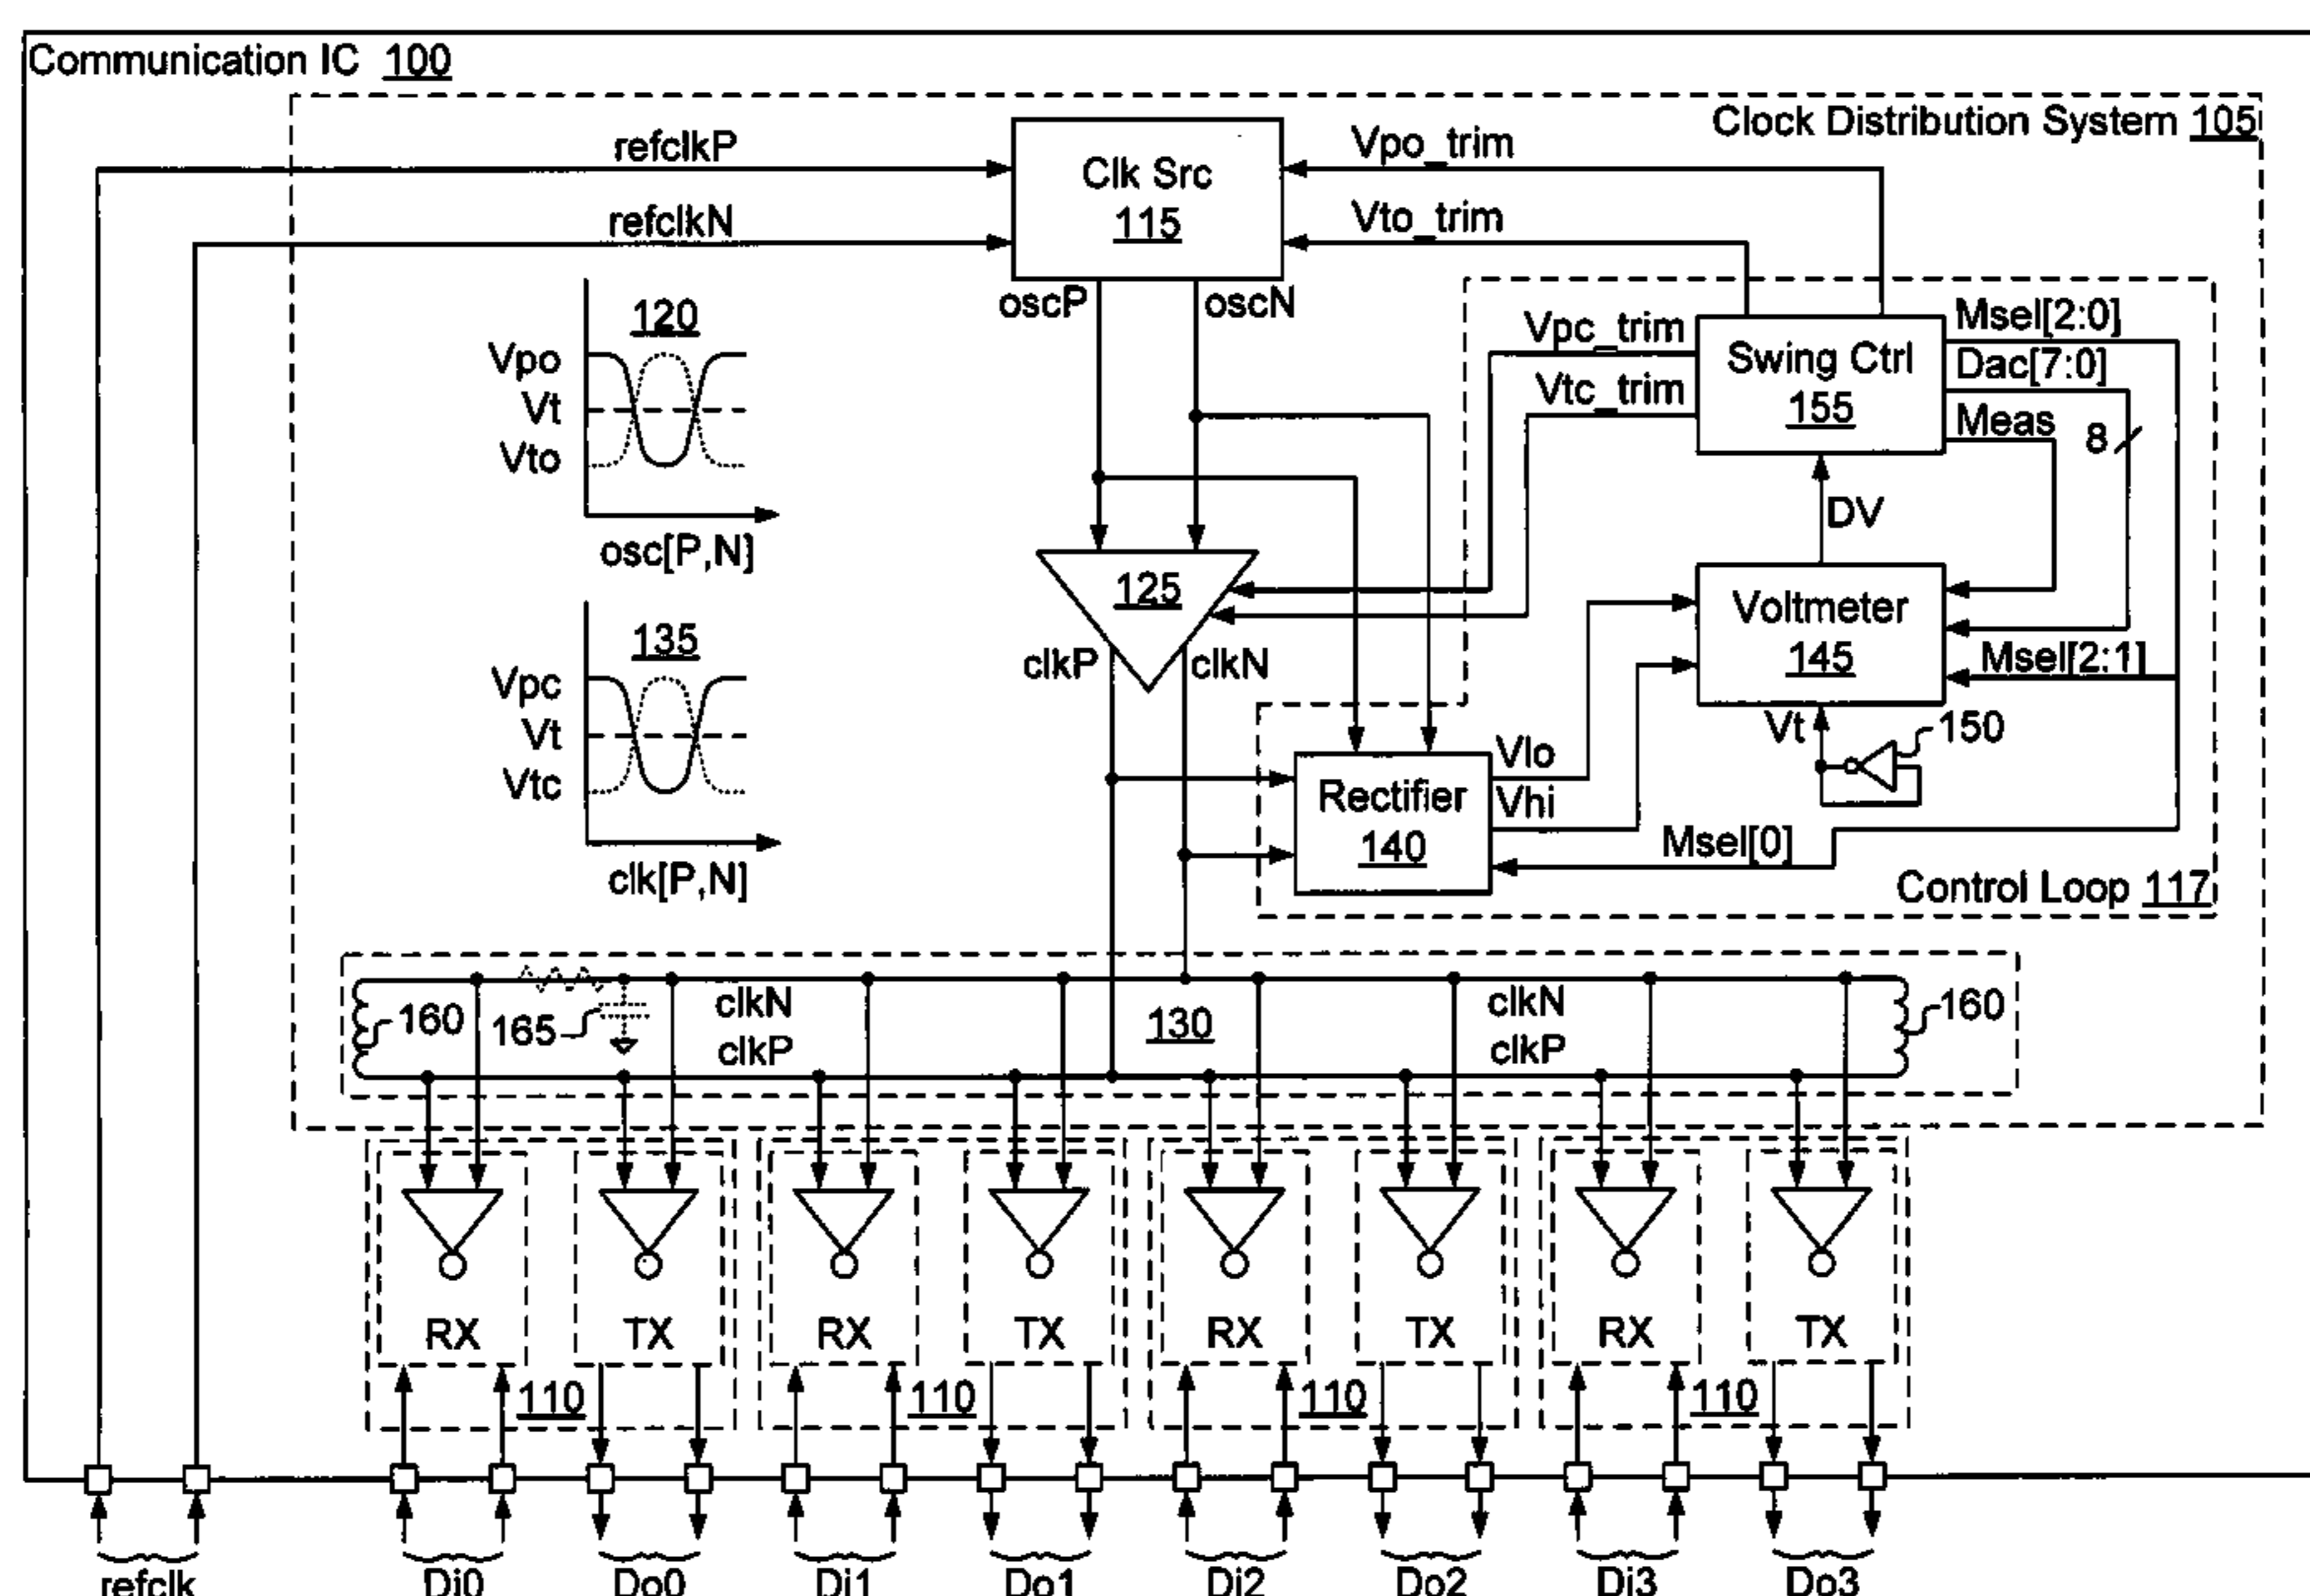 Communication IC 100
Clock Distribution System 105
refclkP
Clk Src
115
Vpo_trim
refclkN
Vto_trim
oscP
oscN
120
Vpo
Vt
Vto
osc[P,N]
Vpc_trim
Vtc_trim
Swing Ctrl
155
Msel[2:0]
Dac[7:0]
Meas
8
DV
125
clkP
clkN
Voltmeter
145
Msel[2:1]
135
Vpc
Vt
Vtc
clk[P,N]
Vt
150
Rectifier
140
Vlo
Vhi
Msel[0]
Control Loop 117
160
165
clkN
clkP
130
clkN
clkP
160
RX
TX
RX
TX
RX
TX
RX
TX
110
110
110
110
refclk
Di0
Do0
Di1
Do1
Di2
Do2
Di3
Do3